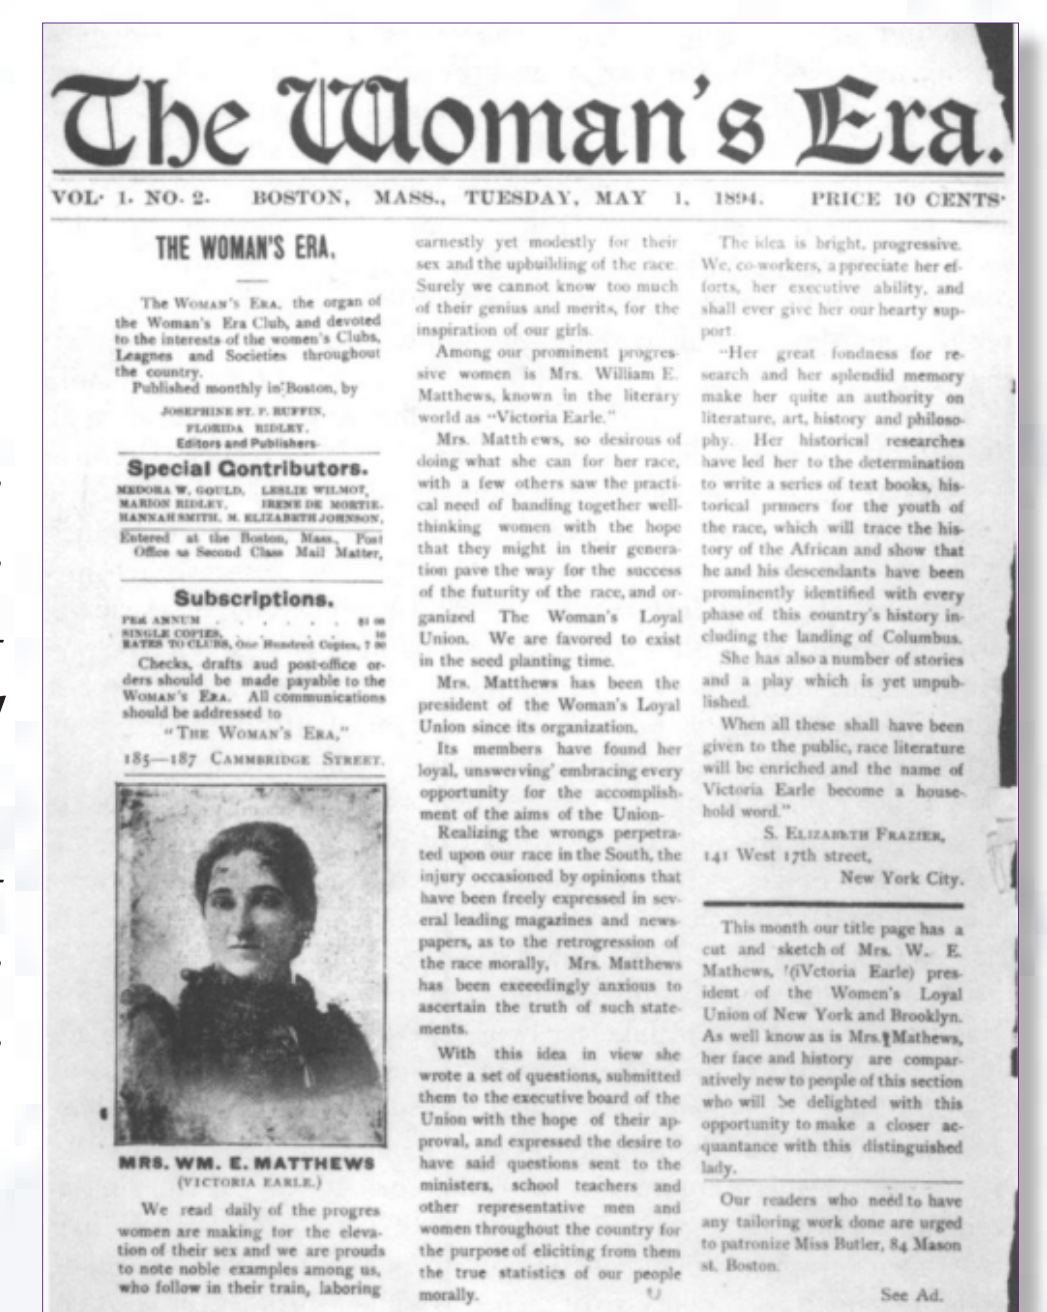 The Woman's Era.
VOL. 1. NO. 2. BOSTON, MASS., TUESDAY, MAY 1, 1894. PRICE 10 CENTS.
THE WOMAN'S ERA.
The WOMAN'S ERA, the organ of
the Woman's Era Club, and devoted
to the interests of the women's Clubs,
Leagnes and Societies throughout
the country.
Published monthly in Boston, by
JOSEPHINE ST. P. RUFFIN,
FLORIDA RIDLEY,
Editors and Publishers
Special Contributors.
MEDORA W. GOULD, LESLIE WILMOT,
MARION RIDLEY, IRENE DE MORTIE,
HANNAH SMITH, M. ELIZABETH JOHNSON,
Entered at the Boston, Mass., Post
Office as Second Class Mail Matter,
Subscriptions.
PER ANNUM . . . . . $1 00
SINGLE COPIES, . . . . 10
RATES TO CLUBS, One Hundred Copies, 7 00
Checks, drafts aud post-office or-
ders should be made payable to the
WOMAN'S ERA. All communications
should be addressed to
"THE WOMAN'S ERA,"
185—187 CAMMBRIDGE STREET.
MRS. WM. E. MATTHEWS
(VICTORIA EARLE.)
We read daily of the progres
women are making for the eleva-
tion of their sex and we are prouds
to note noble examples among us,
who follow in their train, laboring
earnestly yet modestly for their
sex and the upbuilding of the race.
Surely we cannot know too much
of their genius and merits, for the
inspiration of our girls.
Among our prominent progres-
sive women is Mrs. William E.
Matthews, known in the literary
world as "Victoria Earle."
Mrs. Matthews, so desirous of
doing what she can for her race,
with a few others saw the practi-
cal need of banding together well-
thinking women with the hope
that they might in their genera-
tion pave the way for the success
of the futurity of the race, and or-
ganized The Woman's Loyal
Union. We are favored to exist
in the seed planting time.
Mrs. Matthews has been the
president of the Woman's Loyal
Union since its organization.
Its members have found her
loyal, unswerving' embracing every
opportunity for the accomplish-
ment of the aims of the Union-
Realizing the wrongs perpetra-
ted upon our race in the South, the
injury occasioned by opinions that
have been freely expressed in sev-
eral leading magazines and news-
papers, as to the retrogression of
the race morally, Mrs. Matthews
has been exceedingly anxious to
ascertain the truth of such state-
ments.
With this idea in view she
wrote a set of questions, submitted
them to the executive board of the
Union with the hope of their ap-
proval, and expressed the desire to
have said questions sent to the
ministers, school teachers and
other representative men and
women throughout the country for
the purpose of eliciting from them
the true statistics of our people
morally.
The idea is bright, progressive.
We, co-workers, appreciate her ef-
forts, her executive ability, and
shall ever give her our hearty sup-
port.
"Her great fondness for re-
search and her splendid memory
make her quite an authority on
literature, art, history and philoso-
phy. Her historical researches
have led her to the determination
to write a series of text books, his-
torical primers for the youth of
the race, which will trace the his-
tory of the African and show that
he and his descendants have been
prominently identified with every
phase of this country's history in-
cluding the landing of Columbus.
She has also a number of stories
and a play which is yet unpub-
lished.
When all these shall have been
given to the public, race literature
will be enriched and the name of
Victoria Earle become a house-
hold word."
S. ELIZABETH FRAZIER,
141 West 17th street,
New York City.
This month our title page has a
cut and sketch of Mrs. W. E.
Mathews, (iVctoria Earle) pres-
ident of the Women's Loyal
Union of New York and Brooklyn.
As well know as is Mrs. Mathews,
her face and history are compar-
atively new to people of this section
who will be delighted with this
opportunity to make a closer ac-
quantance with this distinguished
lady.
Our readers who need to have
any tailoring work done are urged
to patronize Miss Butler, 84 Mason
st. Boston.
See Ad.